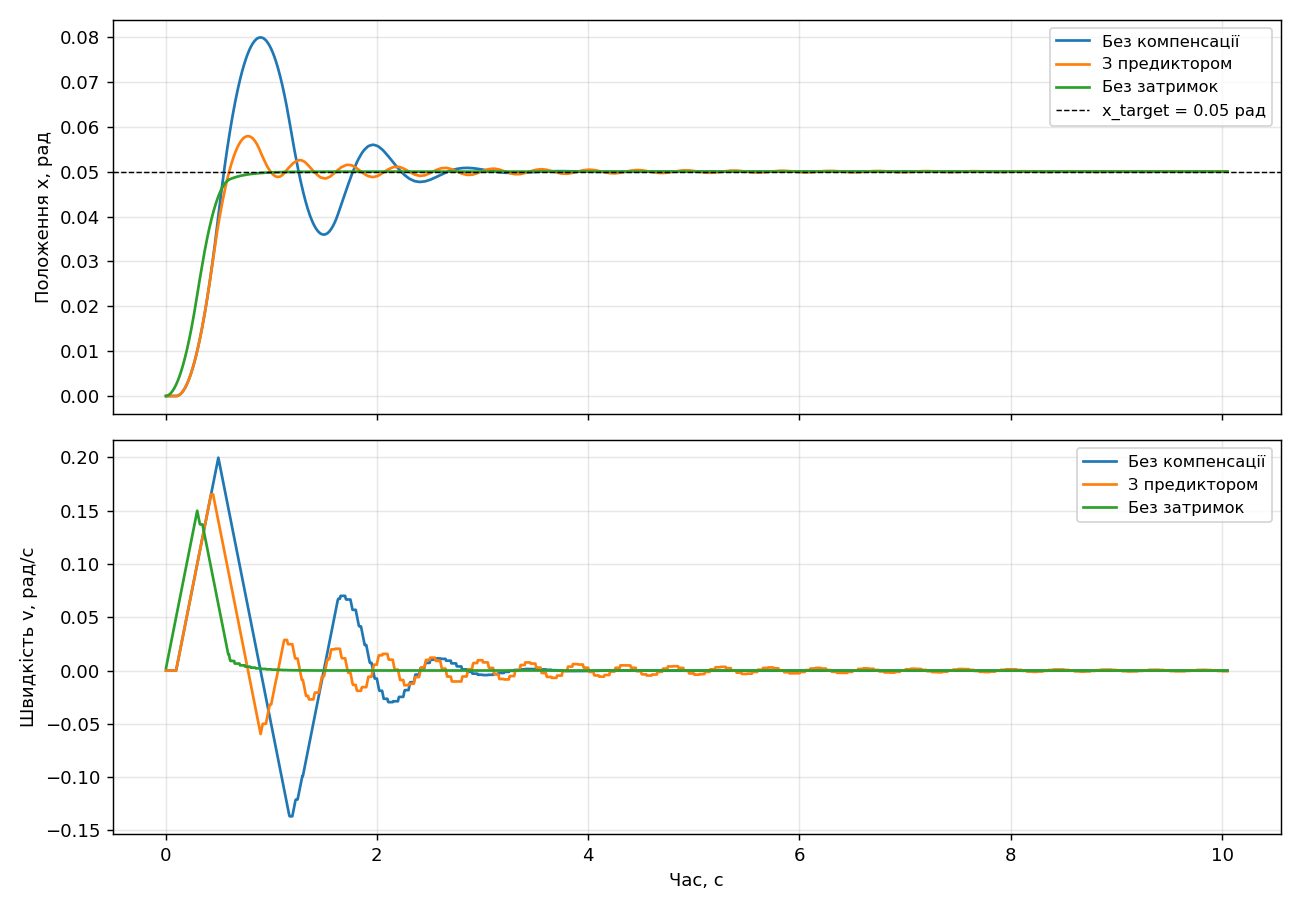 0.08
0.07
0.06
0.05
0.04
0.03
0.02
0.01
0.00
Положення x, рад
Без компенсації
З предиктором
Без затримок
x_target = 0.05 рад
0.20
0.15
0.10
0.05
0.00
−0.05
−0.10
−0.15
Швидкість v, рад/с
Без компенсації
З предиктором
Без затримок
0 2 4 6 8 10
Час, с